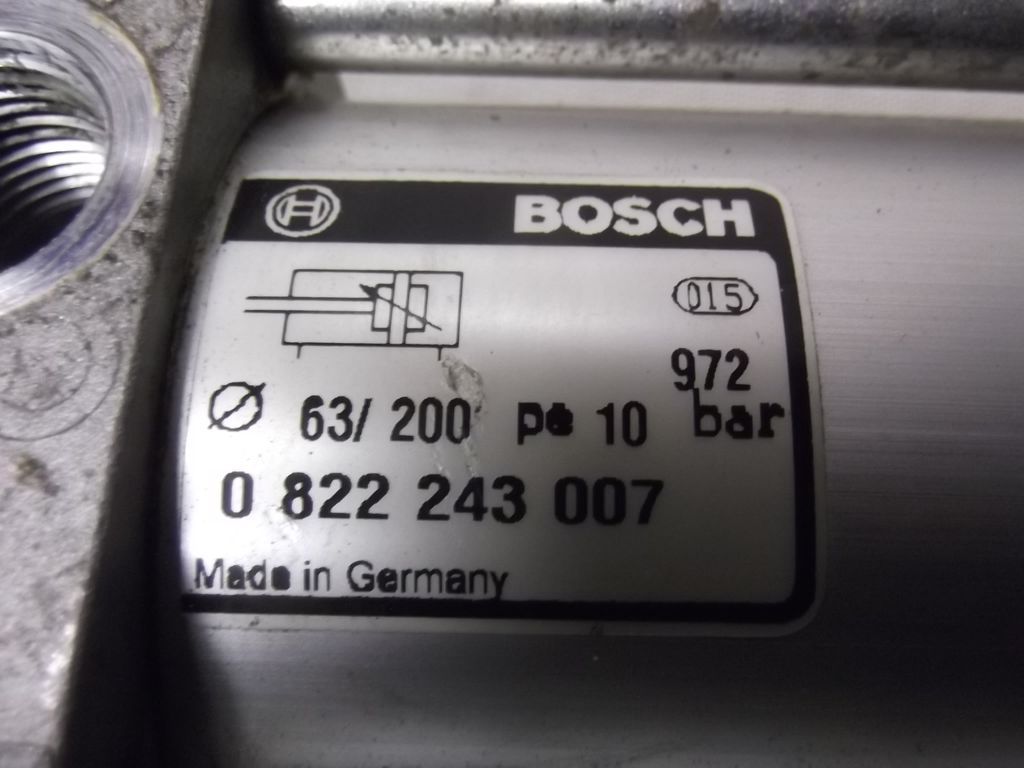 BOSCH
015
972
Ø 63/ 200 pe 10 bar
0 822 243 007
Made in Germany